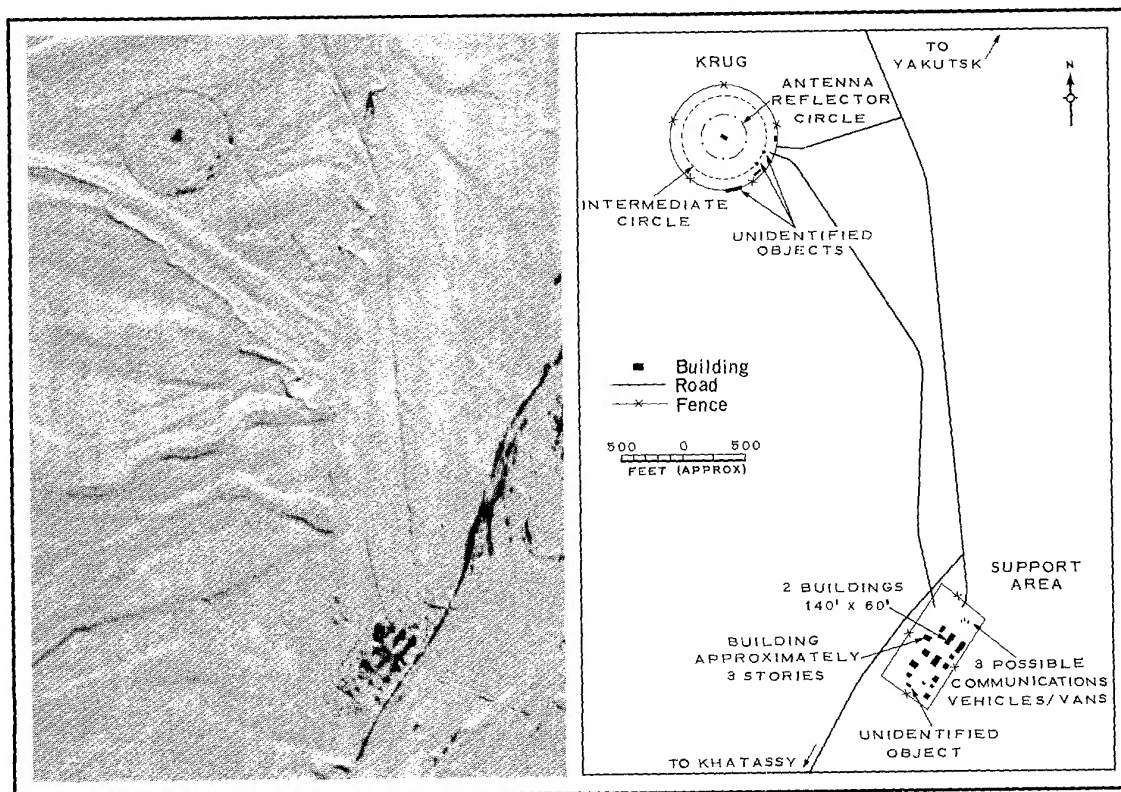 TO
YAKUTSK
N
KRUG
ANTENNA
REFLECTOR
CIRCLE
INTERMEDIATE
CIRCLE
UNIDENTIFIED
OBJECTS
Building
Road
Fence
500 0 500
FEET (APPROX)
SUPPORT
AREA
2 BUILDINGS
140' X 60'
BUILDING
APPROXIMATELY
3 STORIES
3 POSSIBLE
COMMUNICATIONS
VEHICLES/VANS
UNIDENTIFIED
OBJECT
TO KHATASSY